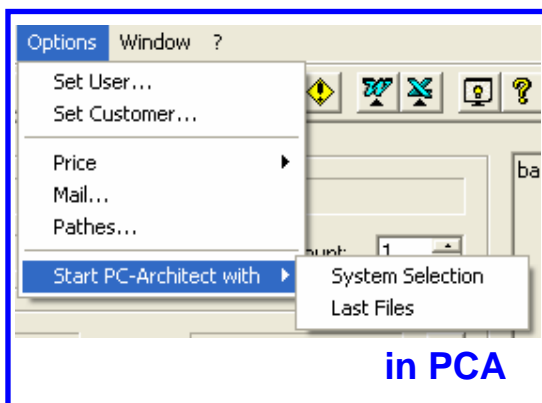 Options Window ?
Set User...
Set Customer...
Price
Mail...
Pathes...
1
Start PC-Architect with
System Selection
Last Files
ba
in PCA